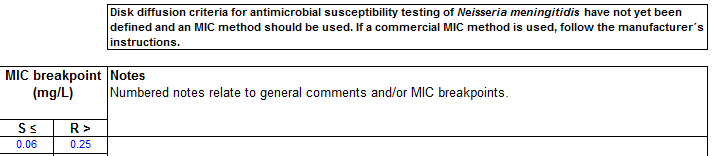 Disk diffusion criteria for antimicrobial susceptibility testing of Neisseria meningitidis have not yet been
defined and an MIC method should be used. If a commercial MIC method is used, follow the manufacturer´s
instructions.
MIC breakpoint
(mg/L)
Notes
Numbered notes relate to general comments and/or MIC breakpoints.
S ≤ R >
0.06 0.25